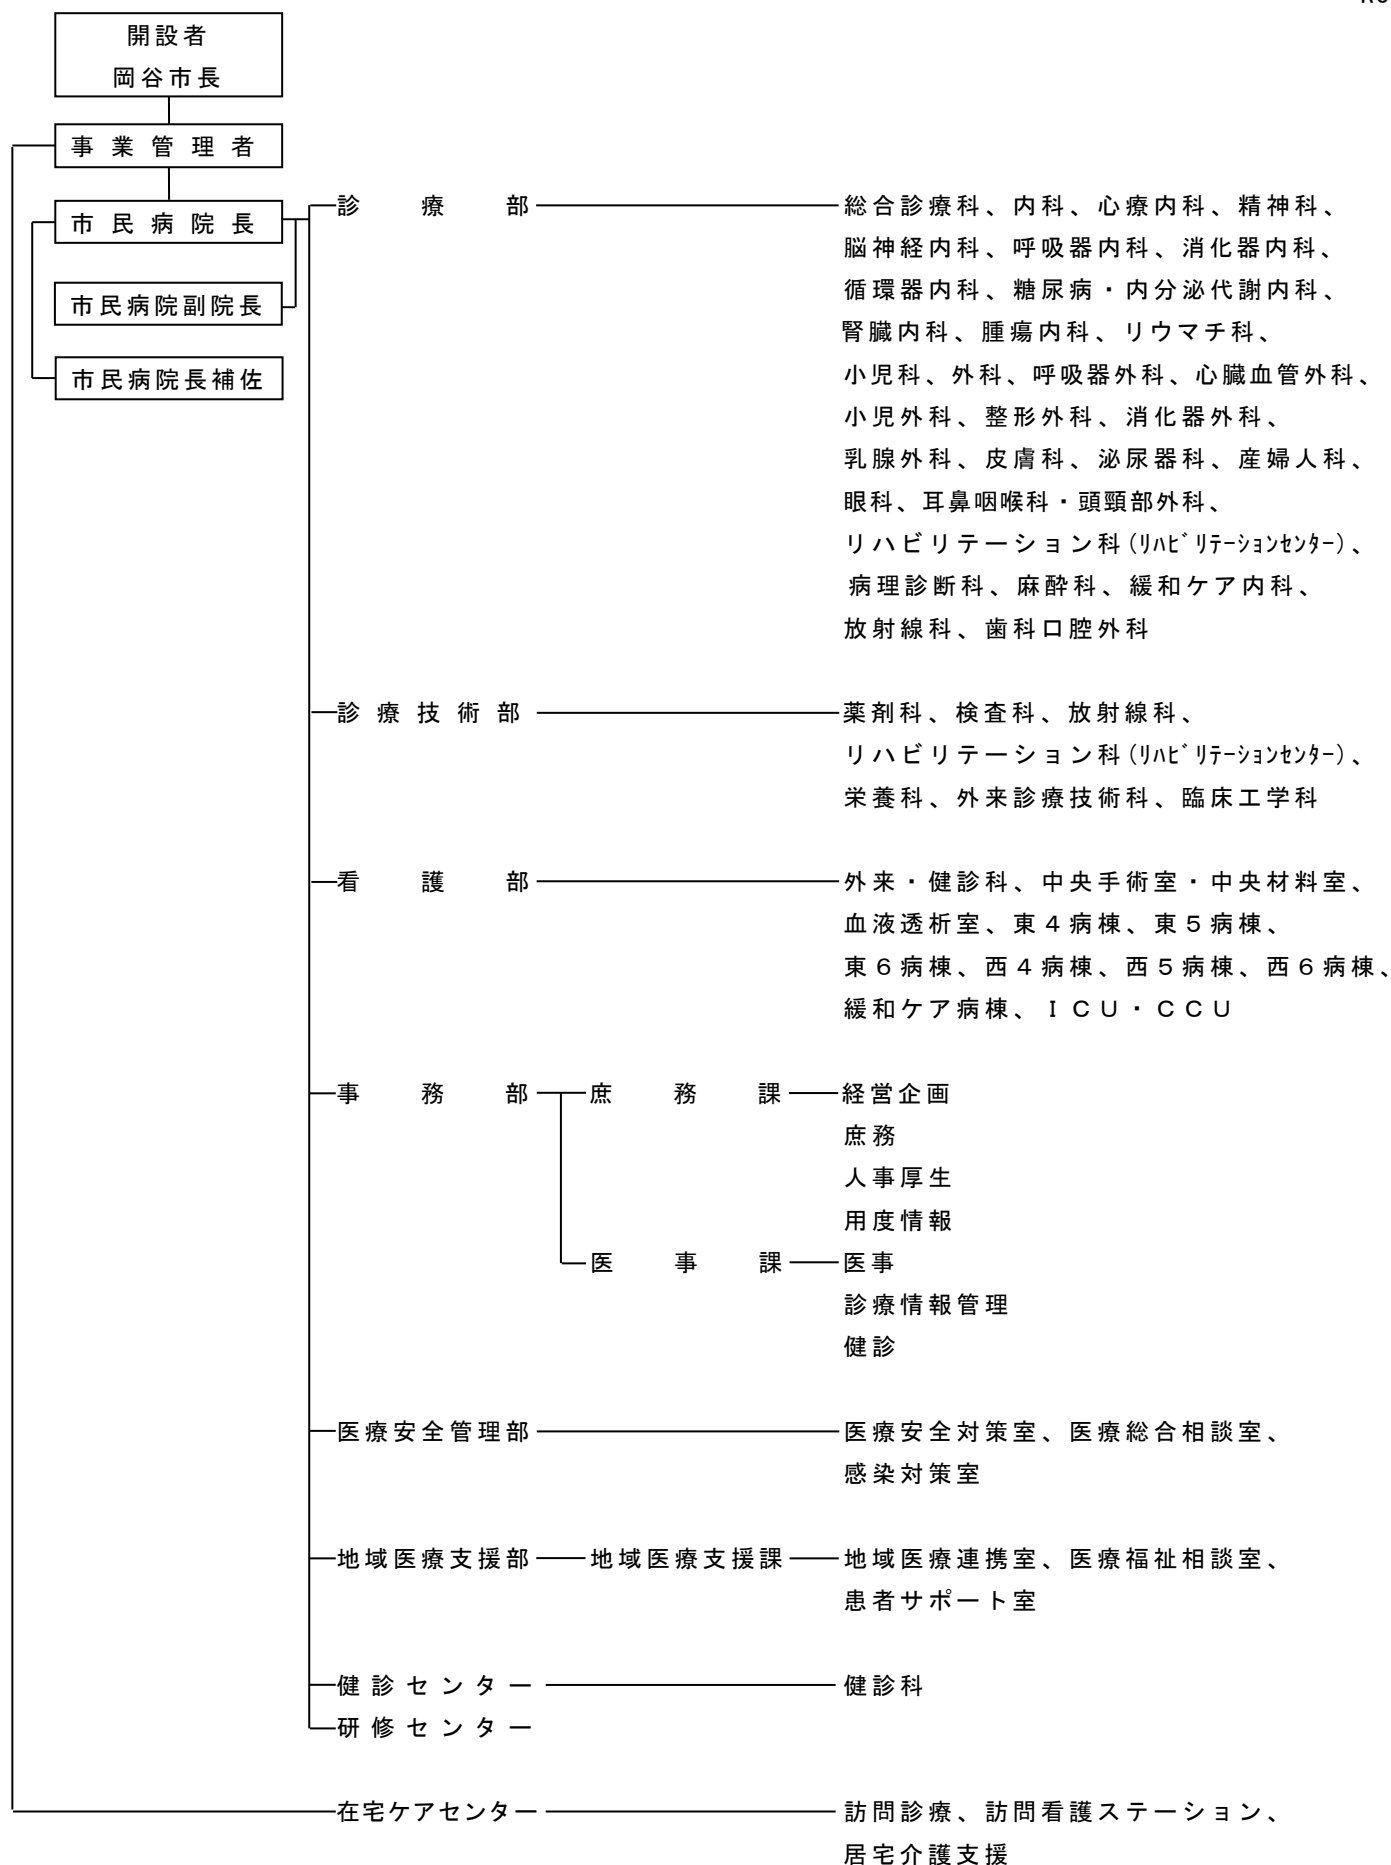 開設者
岡谷市長
事業管理者
市民病院長
市民病院副院長
市民病院長補佐
診療部 総合診療科、内科、心療内科、精神科、
脳神経内科、呼吸器内科、消化器内科、
循環器内科、糖尿病・内分泌代謝内科、
腎臓内科、腫瘍内科、リウマチ科、
小児科、外科、呼吸器外科、心臓血管外科、
小児外科、整形外科、消化器外科、
乳腺外科、皮膚科、泌尿器科、産婦人科、
眼科、耳鼻咽喉科・頭頸部外科、
リハビリテーション科(ﾘﾊﾋﾞﾘﾃｰｼｮﾝｾﾝﾀｰ)、
病理診断科、麻酔科、緩和ケア内科、
放射線科、歯科口腔外科
診療技術部 薬剤科、検査科、放射線科、
リハビリテーション科(ﾘﾊﾋﾞﾘﾃｰｼｮﾝｾﾝﾀｰ)、
栄養科、外来診療技術科、臨床工学科
看護部 外来・健診科、中央手術室・中央材料室、
血液透析室、東４病棟、東５病棟、
東６病棟、西４病棟、西５病棟、西６病棟、
緩和ケア病棟、ＩＣＵ・ＣＣＵ
事務部 庶務課 経営企画
庶務
人事厚生
用度情報
医事課 医事
診療情報管理
健診
医療安全管理部 医療安全対策室、医療総合相談室、
感染対策室
地域医療支援部 地域医療支援課 地域医療連携室、医療福祉相談室、
患者サポート室
健診センター 健診科
研修センター
在宅ケアセンター 訪問診療、訪問看護ステーション、
居宅介護支援